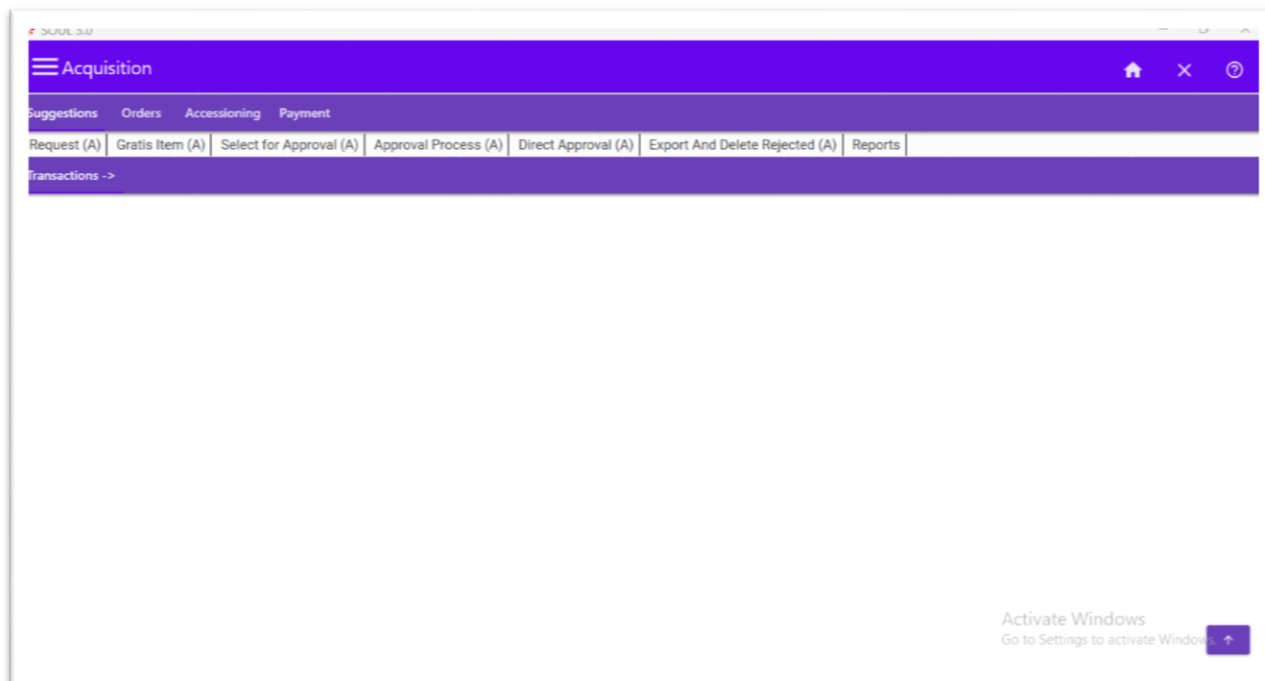 SOUL 3.0
Acquisition
Suggestions Orders Accessioning Payment
Request (A) Gratis Item (A) Select for Approval (A) Approval Process (A) Direct Approval (A) Export And Delete Rejected (A) Reports
Transactions ->
Activate Windows
Go to Settings to activate Windows.